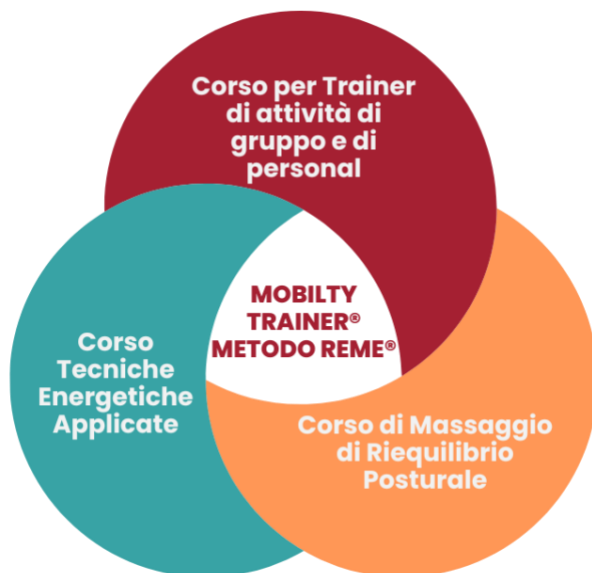 Corso per Trainer
di attività di
gruppo e di
personal
MOBILTY
TRAINER®
METODO REME®
Corso
Tecniche
Energetiche
Applicate
Corso di Massaggio
di Riequilibrio
Posturale